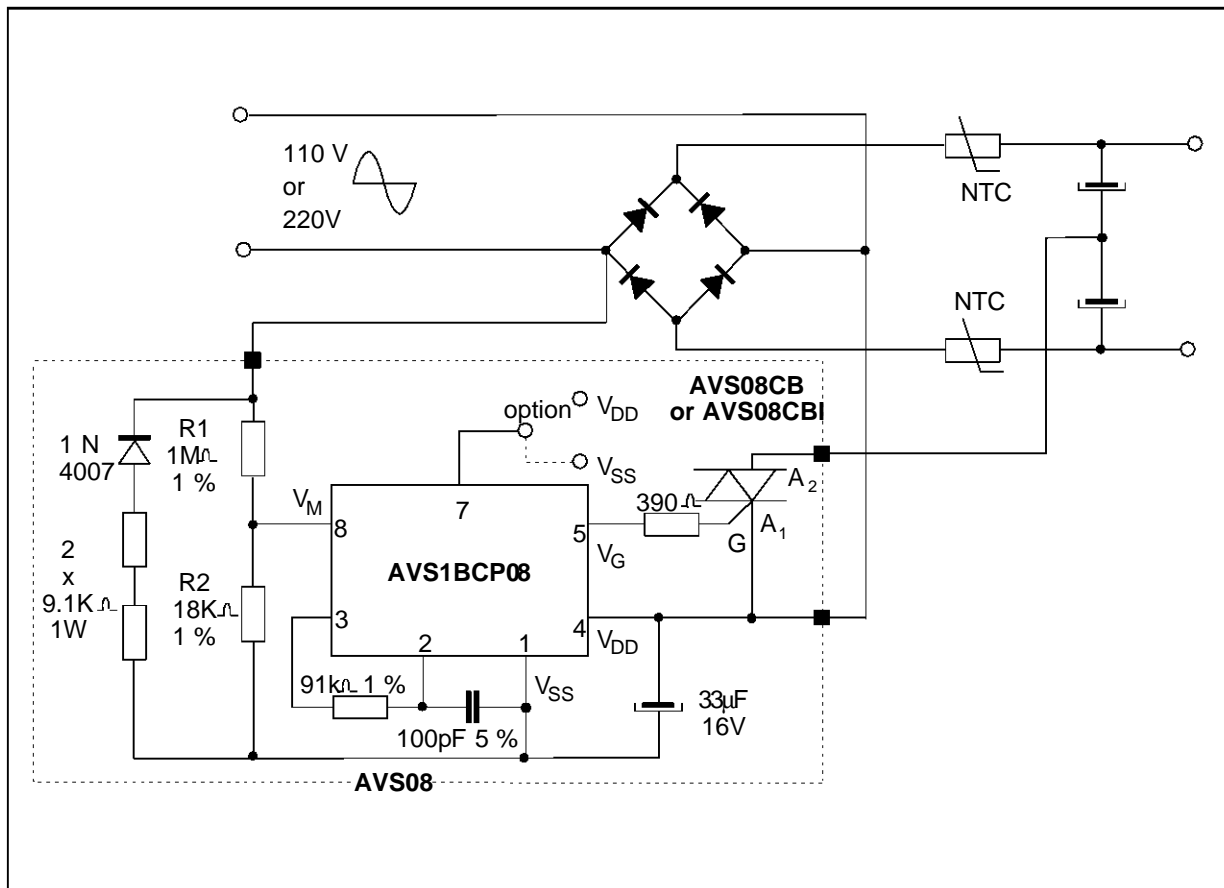 110 V
or
220V
NTC
NTC
AVS08CB
or AVS08CBI
option
VDD
VSS
1 N
4007
R1
1MΩ
1 %
VM
8
7
5
390Ω
A2
A1
G
VG
AVS1BCP08
2
x
9.1KΩ
1W
R2
18KΩ
1 %
3
2
1
4
VDD
91kΩ 1 %
VSS
100pF 5 %
33µF
16V
AVS08